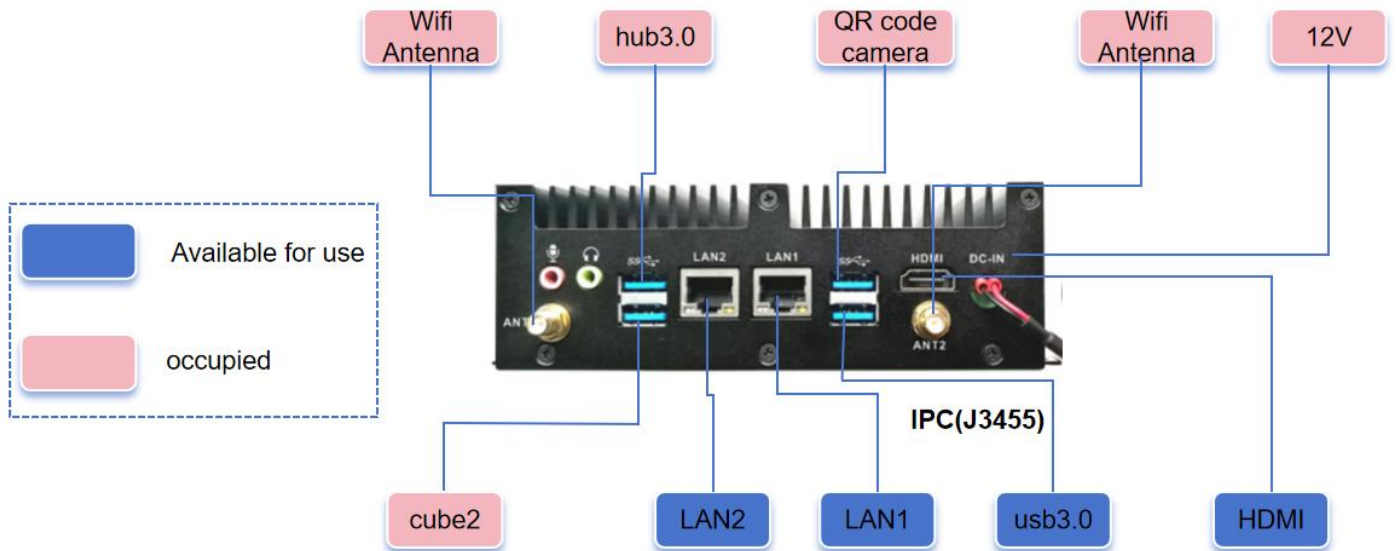 Wifi
Antenna
hub3.0
QR code
camera
Wifi
Antenna
12V
Available for use
occupied
LAN2
LAN1
HDMI
DC-IN
ANT
ANT2
IPC(J3455)
cube2
LAN2
LAN1
usb3.0
HDMI